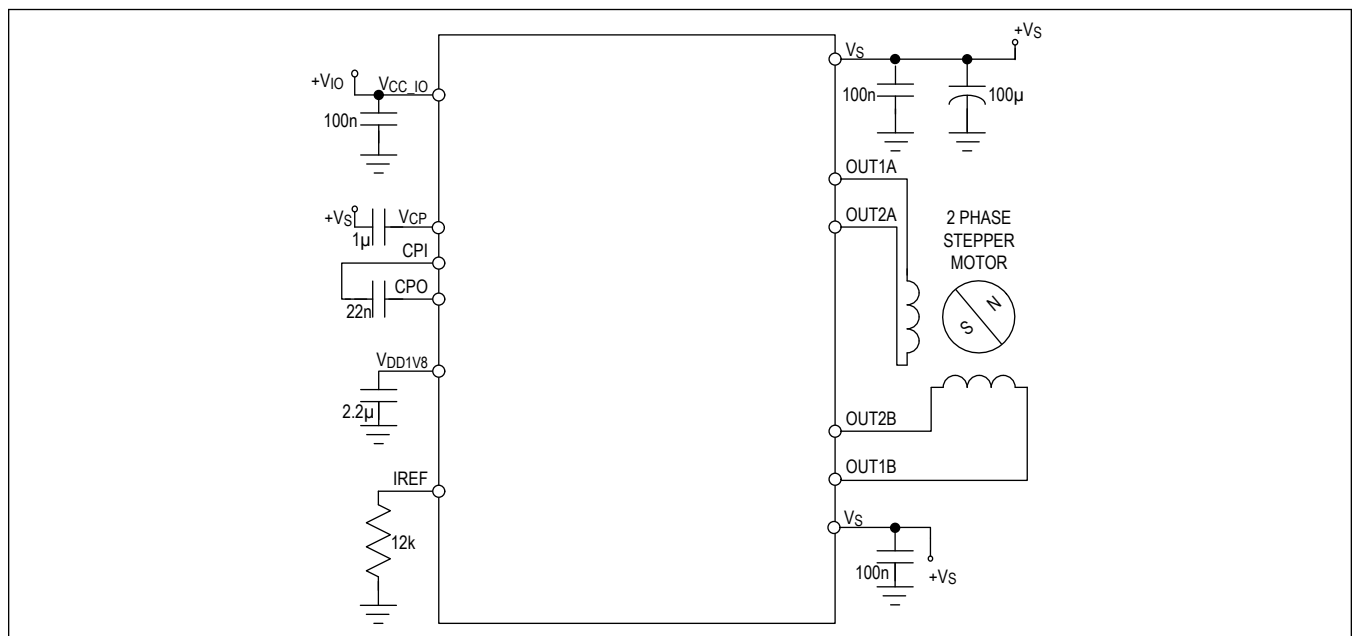 +VIO
VCC_IO
100n
+VS
1µ
VCP
CPI
CPO
22n
VDD1V8
2.2µ
IREF
12k
VS
+VS
100n
100µ
OUT1A
OUT2A
2 PHASE
STEPPER
MOTOR
N
S
OUT2B
OUT1B
VS
100n
+VS